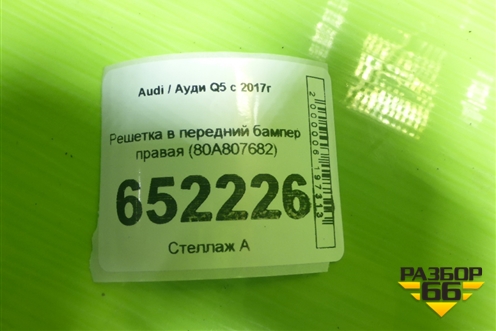 Audi / Ауди Q5 с 2017г
Решетка в передний бампер
правая (80A807682)
652226
Стеллаж А
2000006197313
РАЗБОР
66